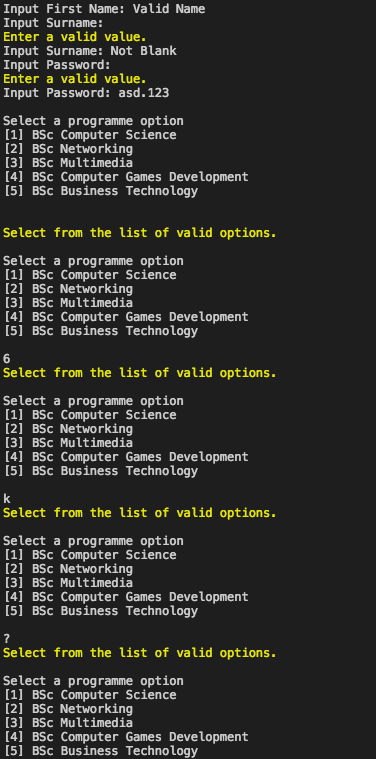 Input First Name: Valid Name
Input Surname:
Enter a valid value.
Input Surname: Not Blank
Input Password:
Enter a valid value.
Input Password: asd.123
Select a programme option
[1] BSc Computer Science
[2] BSc Networking
[3] BSc Multimedia
[4] BSc Computer Games Development
[5] BSc Business Technology
Select from the list of valid options.
Select a programme option
[1] BSc Computer Science
[2] BSc Networking
[3] BSc Multimedia
[4] BSc Computer Games Development
[5] BSc Business Technology
6
Select from the list of valid options.
Select a programme option
[1] BSc Computer Science
[2] BSc Networking
[3] BSc Multimedia
[4] BSc Computer Games Development
[5] BSc Business Technology
k
Select from the list of valid options.
Select a programme option
[1] BSc Computer Science
[2] BSc Networking
[3] BSc Multimedia
[4] BSc Computer Games Development
[5] BSc Business Technology
?
Select from the list of valid options.
Select a programme option
[1] BSc Computer Science
[2] BSc Networking
[3] BSc Multimedia
[4] BSc Computer Games Development
[5] BSc Business Technology